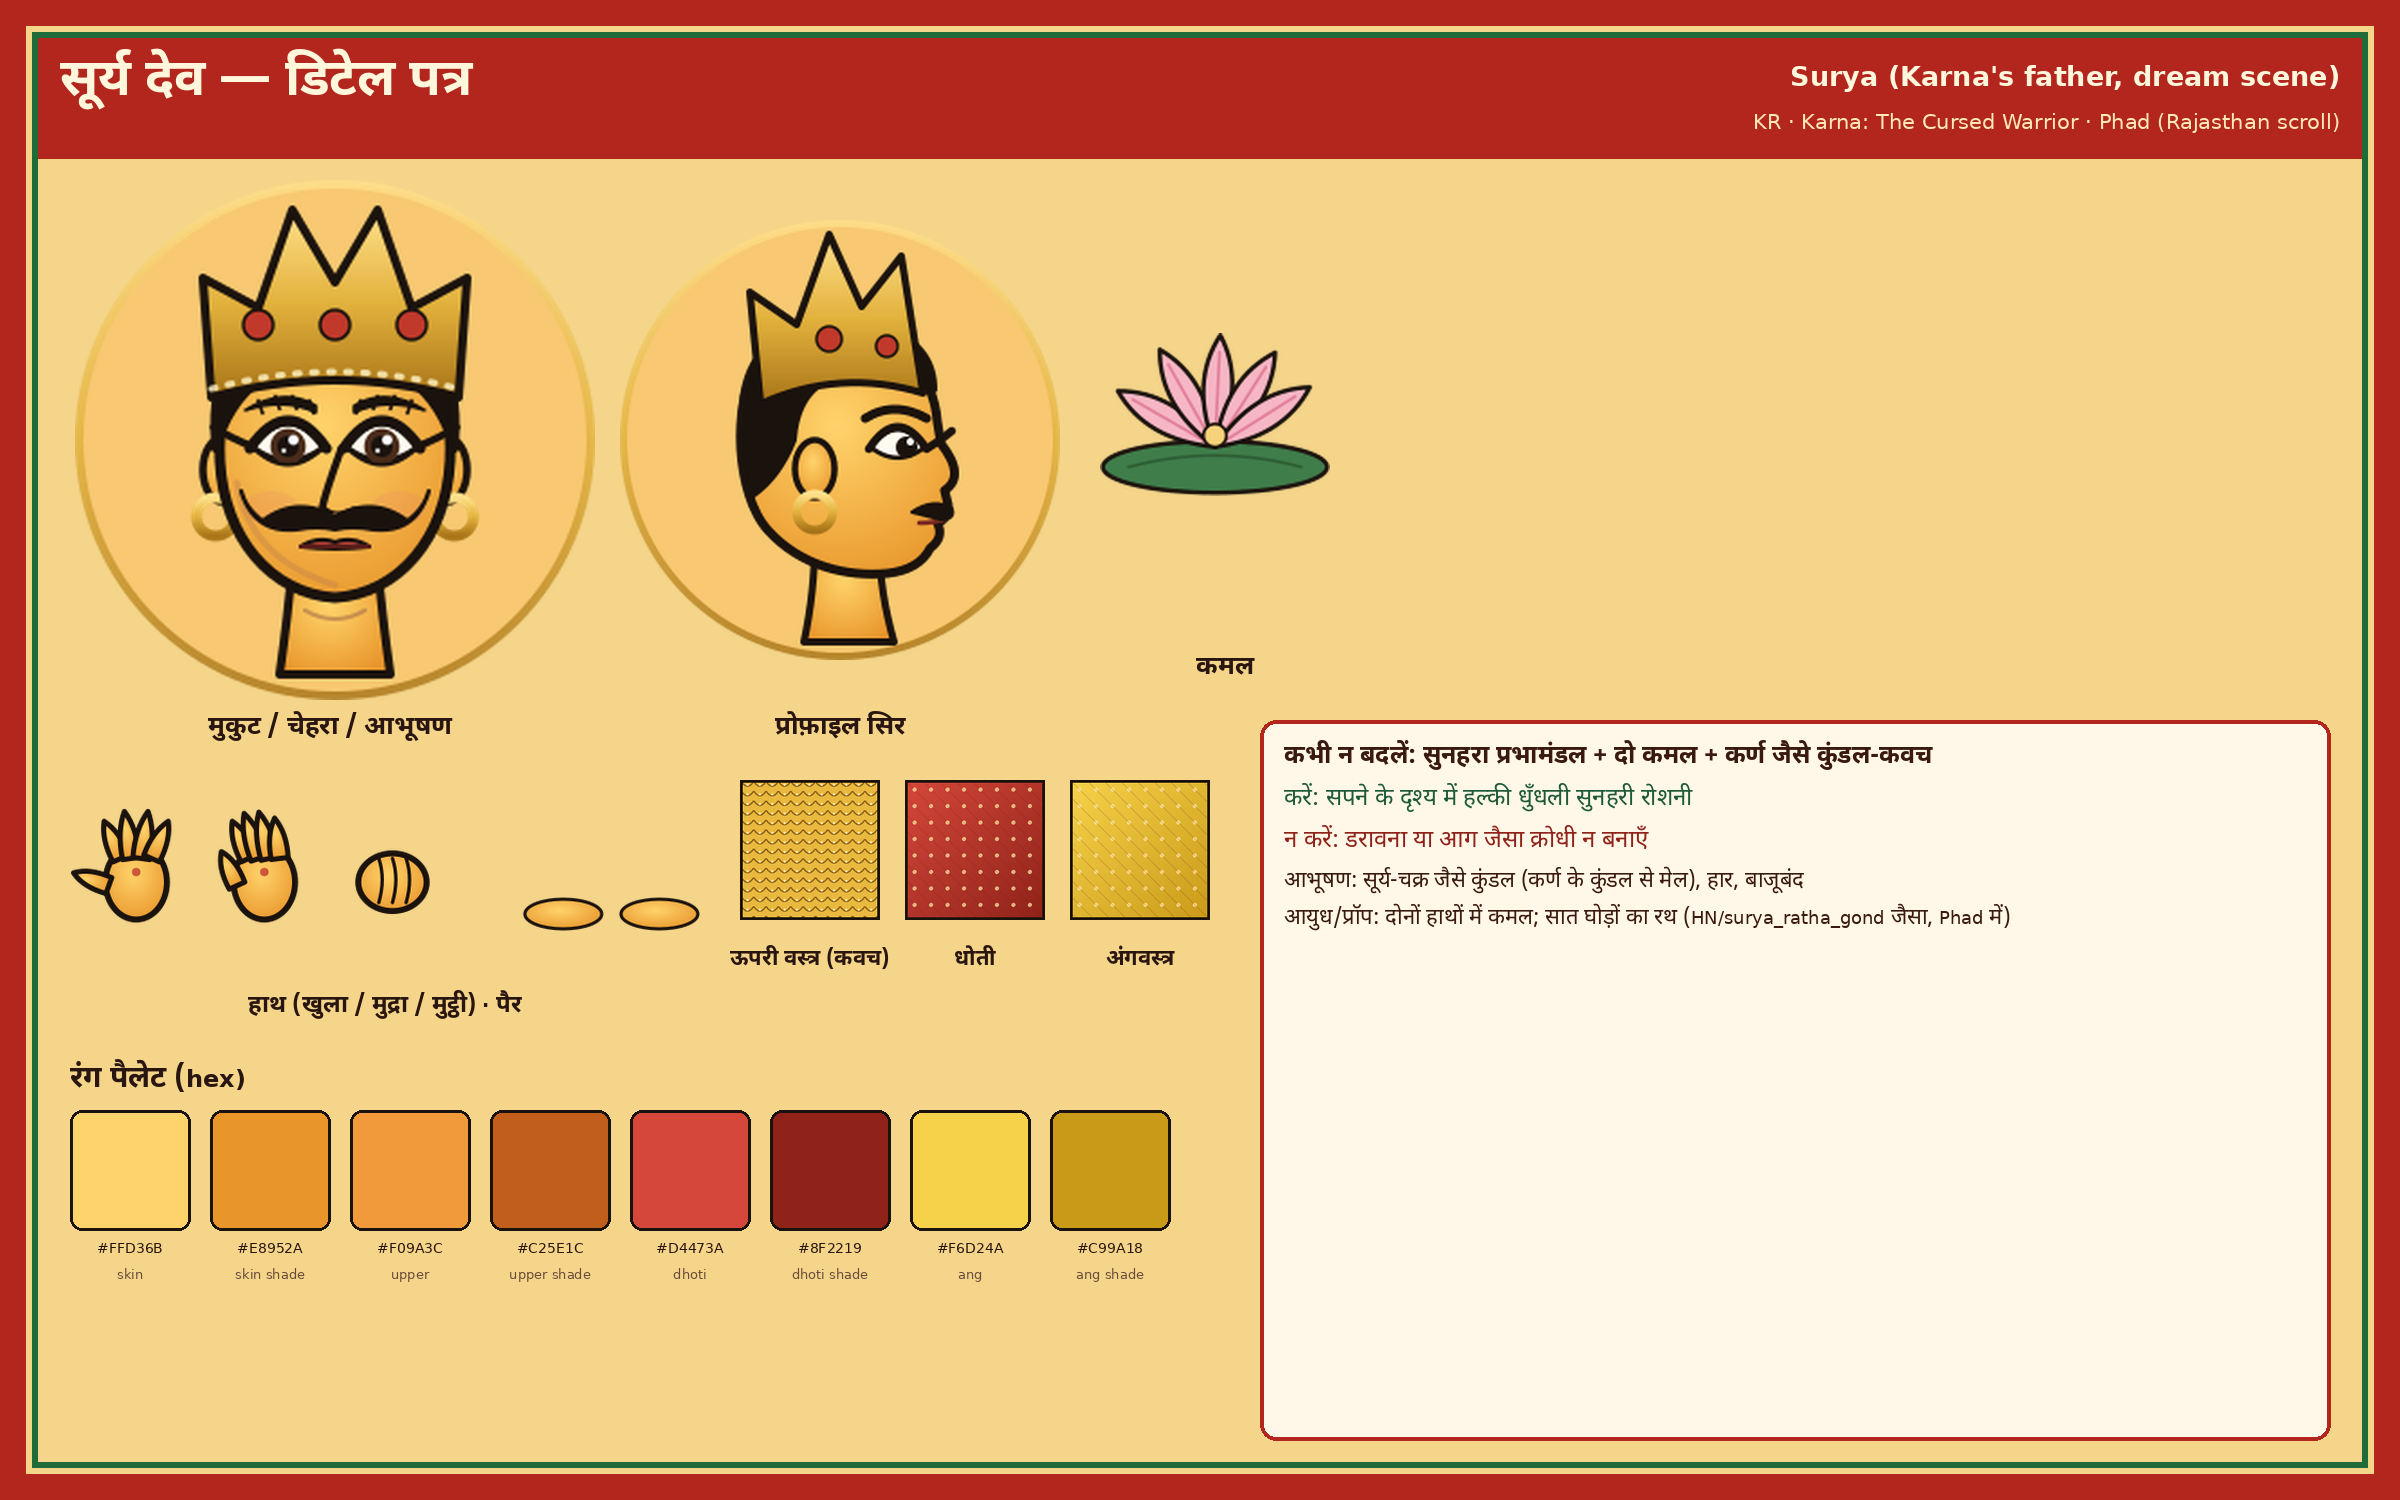 सूर्य देव — डिटेल पत्र
Surya (Karna's father, dream scene)
KR · Karna: The Cursed Warrior · Phad (Rajasthan scroll)
कमल
मुकुट / चेहरा / आभूषण
प्रोफ़ाइल सिर
कभी न बदलें: सुनहरा प्रभामंडल + दो कमल + कर्ण जैसे कुंडल-कवच
करें: सपने के दृश्य में हल्की धुँधली सुनहरी रोशनी
न करें: डरावना या आग जैसा क्रोधी न बनाएँ
आभूषण: सूर्य-चक्र जैसे कुंडल (कर्ण के कुंडल से मेल), हार, बाजूबंद
आयुध/प्रॉप: दोनों हाथों में कमल; सात घोड़ों का रथ (HN/surya_ratha_gond जैसा, Phad में)
ऊपरी वस्त्र (कवच)
धोती
अंगवस्त्र
हाथ (खुला / मुद्रा / मुट्ठी) · पैर
रंग पैलेट (hex)
#FFD36B
#E8952A
#F09A3C
#C25E1C
#D4473A
#8F2219
#F6D24A
#C99A18
skin
skin shade
upper
upper shade
dhoti
dhoti shade
ang
ang shade